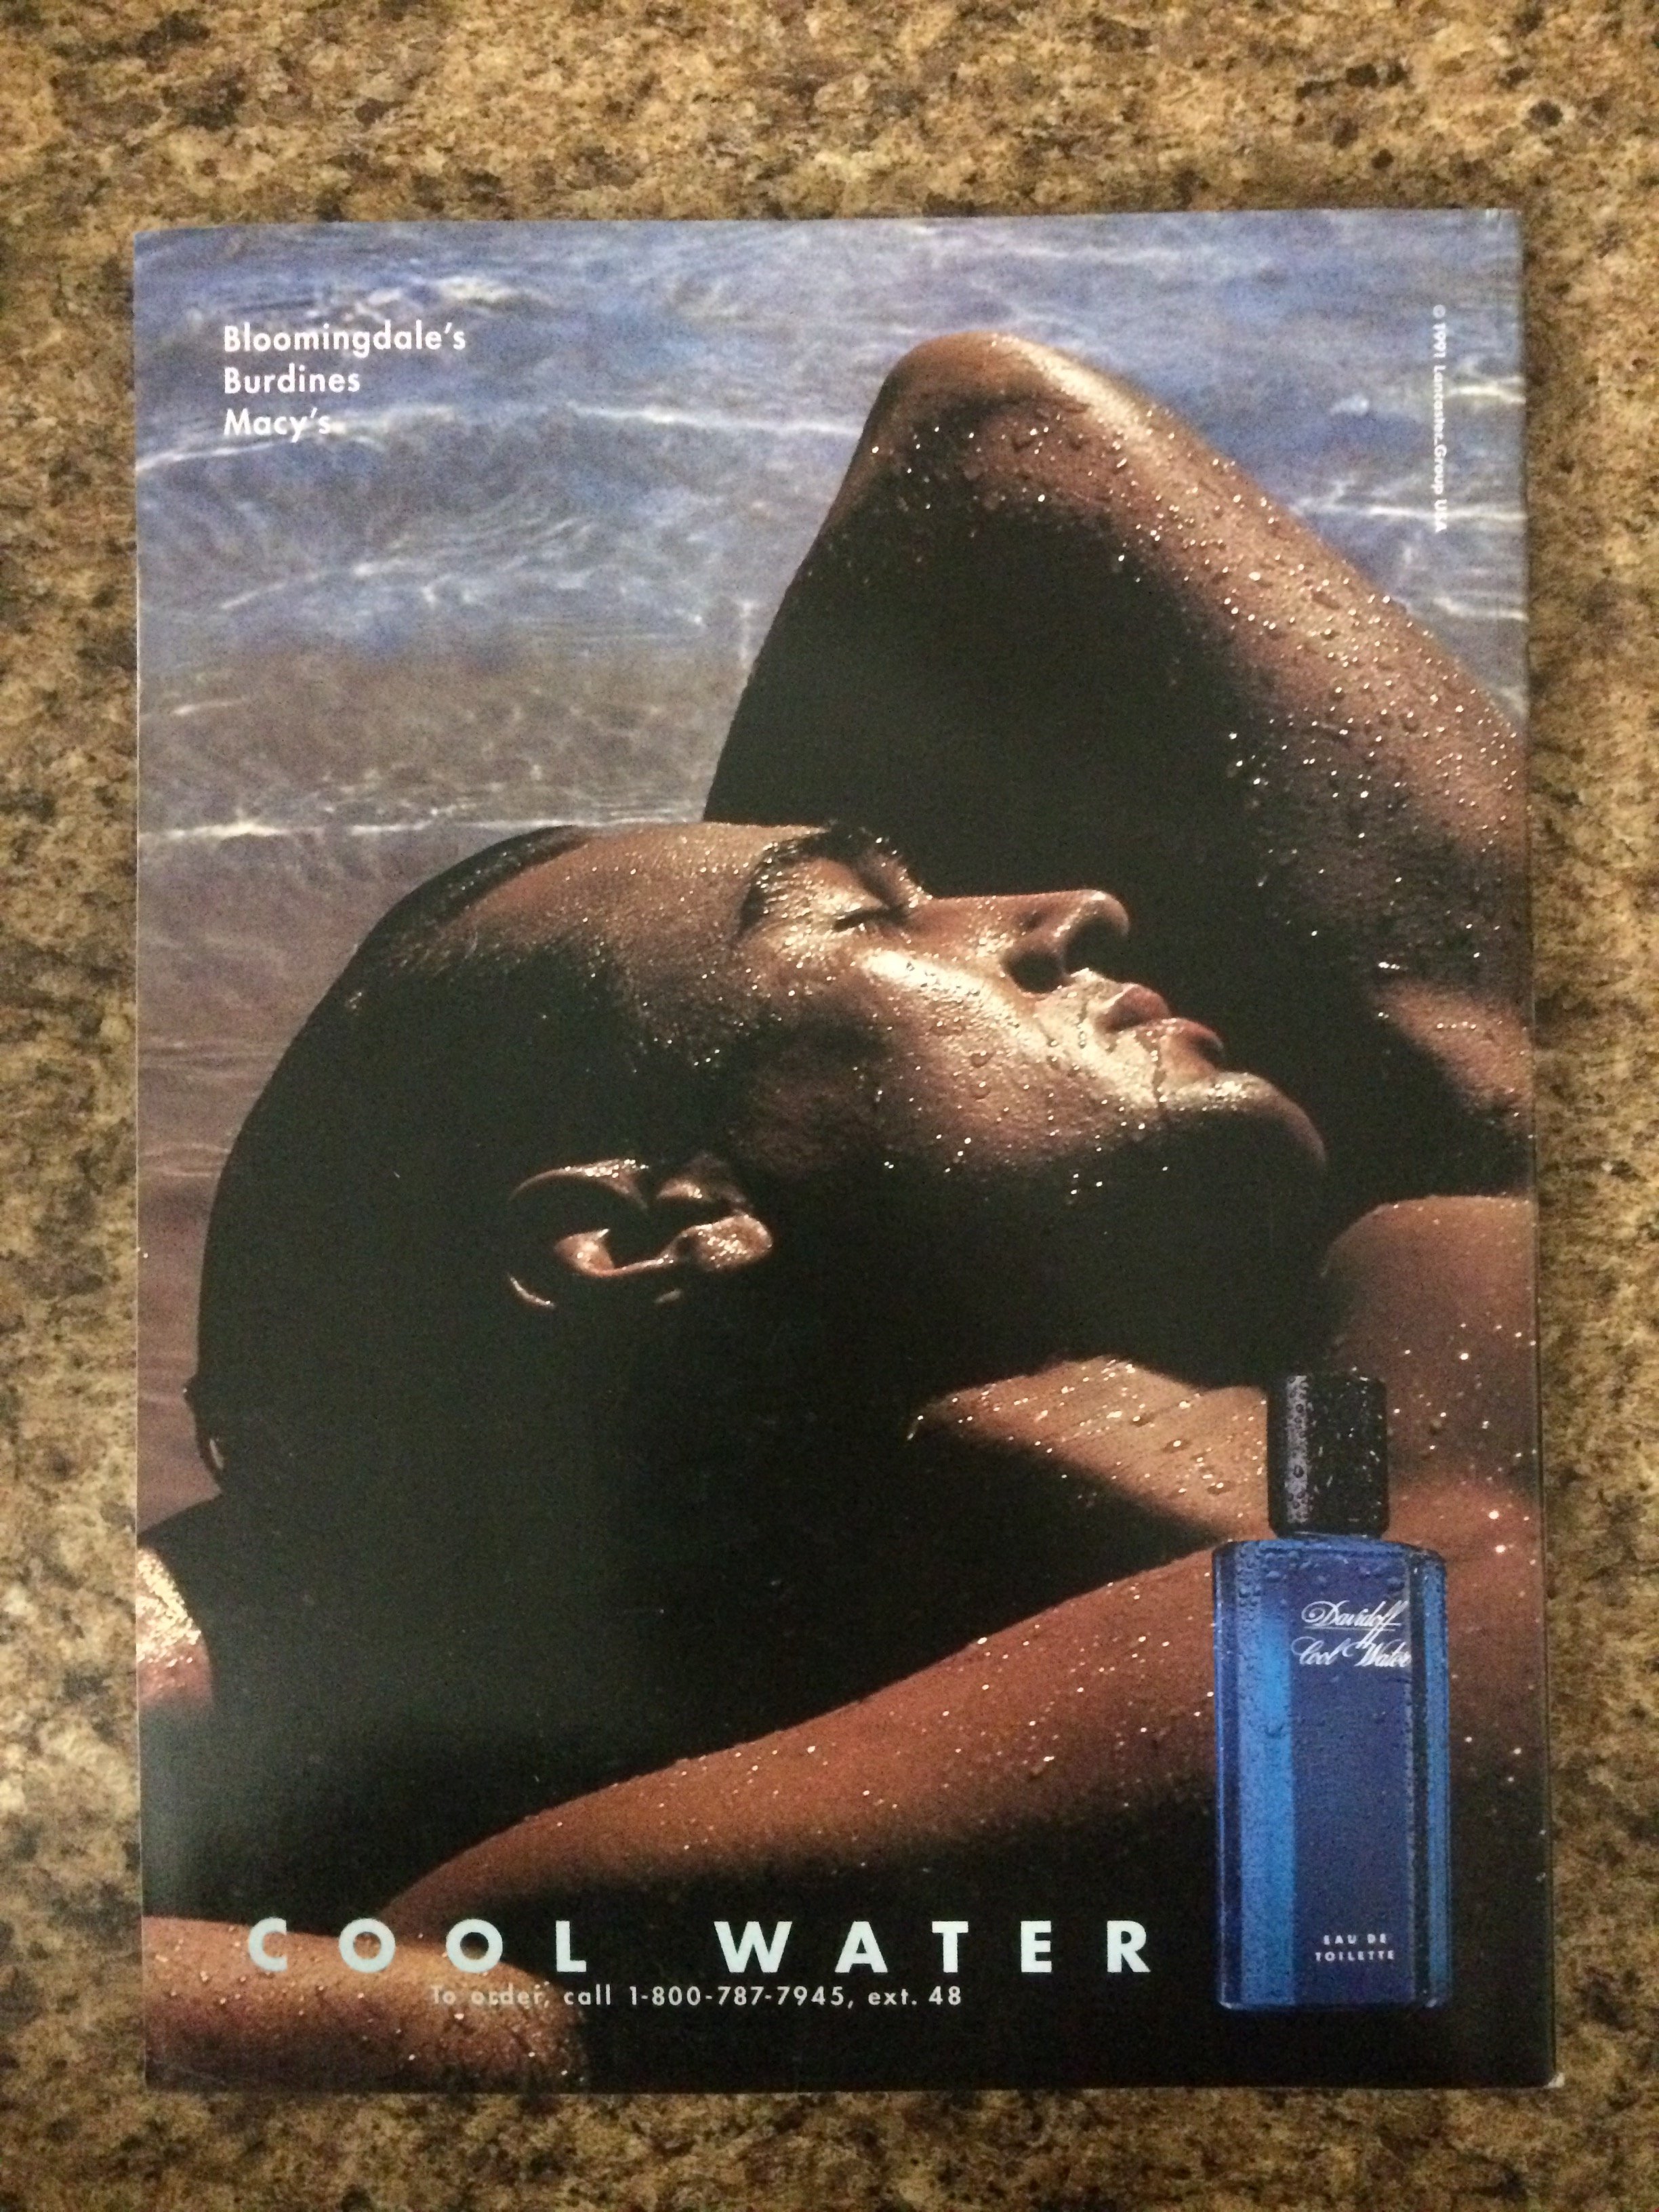 Bloomingdale's
Burdines
Macy's
© 1991 Lancaster Group USA
Davidoff
Cool Water
EAU DE
TOILETTE
COOL WATER
To order, call 1-800-787-7945, ext. 48